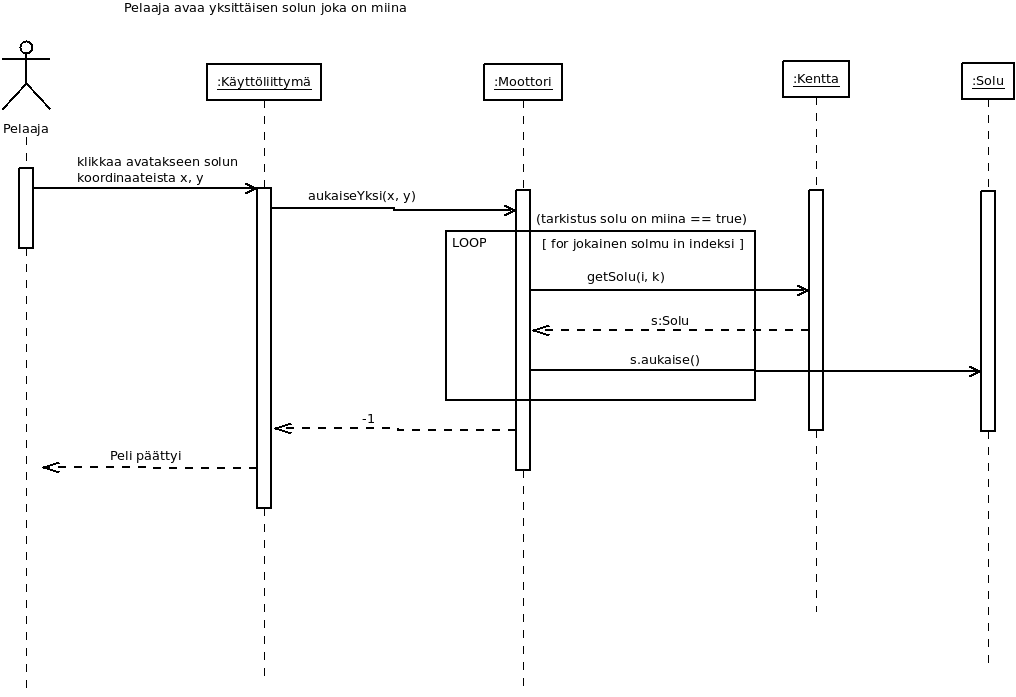 Pelaaja avaa yksittäisen solun joka on miina
:Käyttöliittymä
:Moottori
:Kentta
:Solu
Pelaaja
klikkaa avatakseen solun
koordinaateista x, y
aukaiseYksi(x, y)
(tarkistus solu on miina == true)
LOOP
[ for jokainen solmu in indeksi ]
getSolu(i, k)
s:Solu
s.aukaise()
-1
Peli päättyi